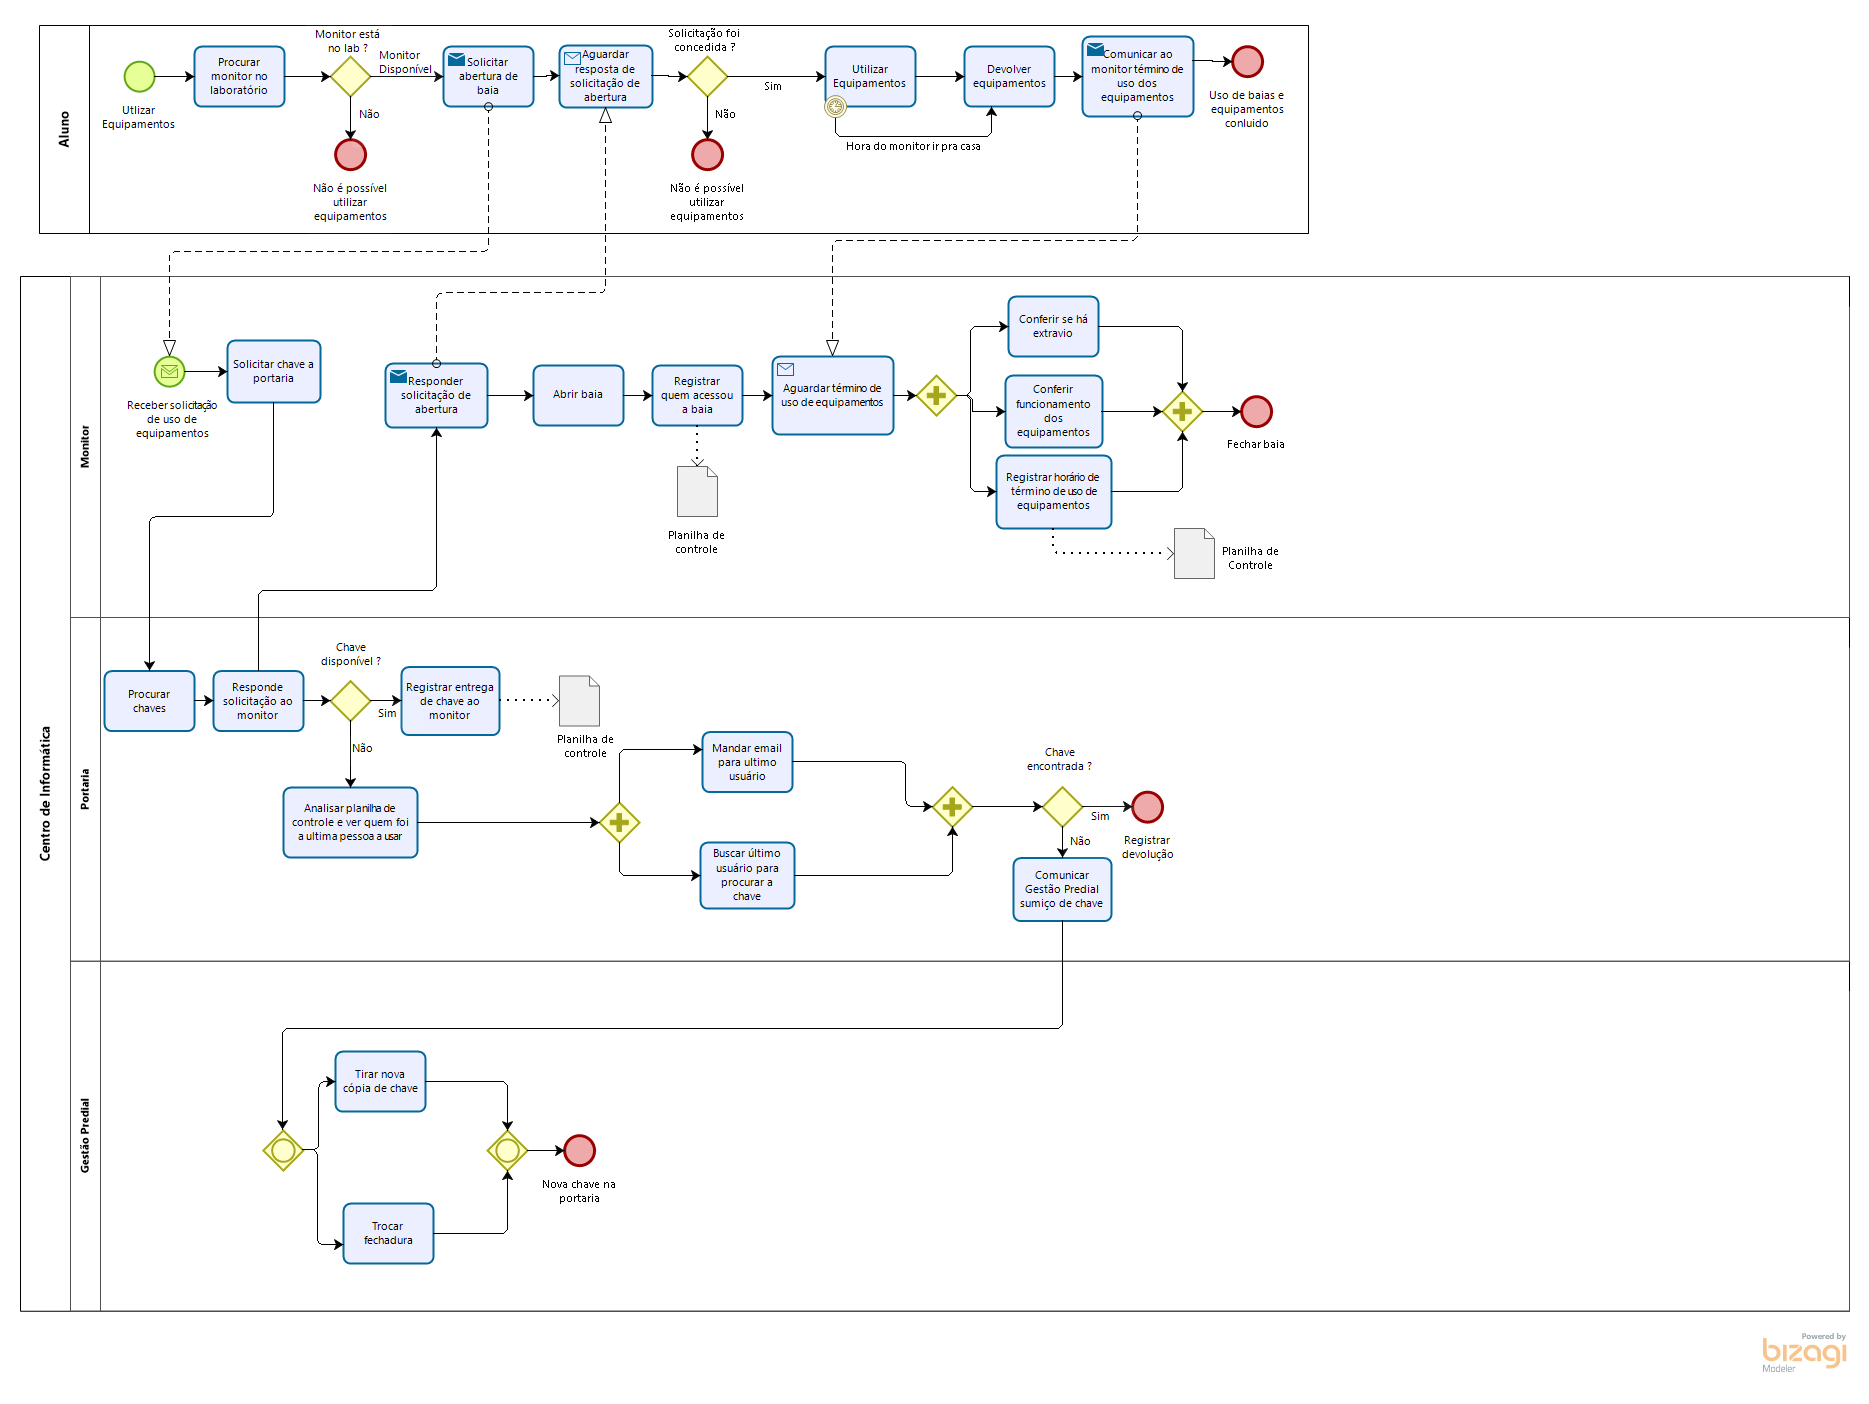 Aluno
Utlizar
Equipamentos
Procurar
monitor no
laboratório
Monitor está
no lab ?
Monitor
Disponível
Não
Não é possível
utilizar
equipamentos
Solicitar
abertura de
baia
Aguardar
resposta de
solicitação de
abertura
Solicitação foi
concedida ?
Sim
Não
Não é possível
utilizar
equipamentos
Utilizar
Equipamentos
Hora do monitor ir pra casa
Devolver
equipamentos
Comunicar ao
monitor término de
uso dos
equipamentos
Uso de baias e
equipamentos
conluido
Centro de Informática
Monitor
Receber solicitação
de uso de
equipamentos
Solicitar chave a
portaria
Responder
solicitação de
abertura
Abrir baia
Registrar
quem acessou
a baia
Planilha de
controle
Aguardar término de
uso de equipamentos
Conferir se há
extravio
Conferir
funcionamento
dos
equipamentos
Registrar horário de
término de uso de
equipamentos
Fechar baia
Planilha de
Controle
Portaria
Procurar
chaves
Responde
solicitação ao
monitor
Chave
disponível ?
Sim
Não
Registrar entrega
de chave ao
monitor
Planilha de
controle
Analisar planilha de
controle e ver quem foi
a ultima pessoa a usar
Mandar email
para ultimo
usuário
Buscar último
usuário para
procurar a
chave
Chave
encontrada ?
Sim
Não
Registrar
devolução
Comunicar
Gestão Predial
sumiço de chave
Gestão Predial
Tirar nova
cópia de chave
Trocar
fechadura
Nova chave na
portaria
Powered by
bizagi
Modeler